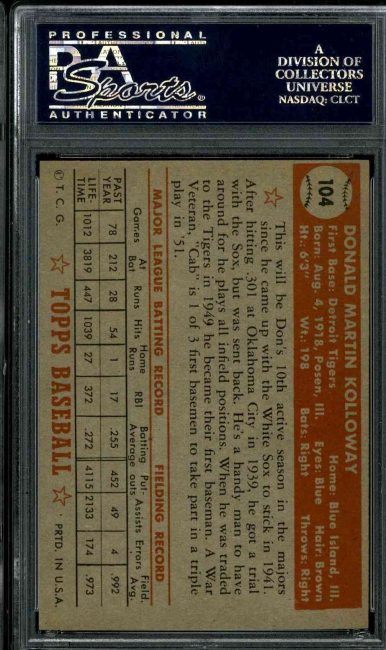 PROFESSIONAL
PSA
Sports
AUTHENTICATOR
A
DIVISION OF
COLLECTORS
UNIVERSE
NASDAQ: CLCT
104
DONALD MARTIN KOLLOWAY
First Base: Detroit Tigers Home: Blue Island, Ill.
Born: Aug. 4, 1918, Posen, Ill. Eyes: Blue Hair: Brown
Ht.: 6'3" Wt.: 198 Bats: Right Throws: Right
This will be Don's 10th active season in the majors
since he came up with the White Sox to stick in 1941.
After hitting .301 at Oklahoma City in 1939, he got a trial
with the Sox, but was sent back. He's a handy man to have
around for he plays all infield positions. When he was traded
to the Tigers in 1949 he became their first baseman. A War
Veteran, "Cab" is 1 of 3 first basemen to take part in a triple
play in '51.
MAJOR LEAGUE BATTING RECORD FIELDING RECORD
Games At Bat Runs Hits Home Runs RBI Batting Average Put-outs Assists Errors Field. Avg.
PAST YEAR 78 212 28 54 1 17 .255 452 49 4 .992
LIFE-TIME 1012 3819 447 1039 27 372 .272 4115 2133 174 .973
© T. C. G. TOPPS BASEBALL PRTD. IN U.S.A.